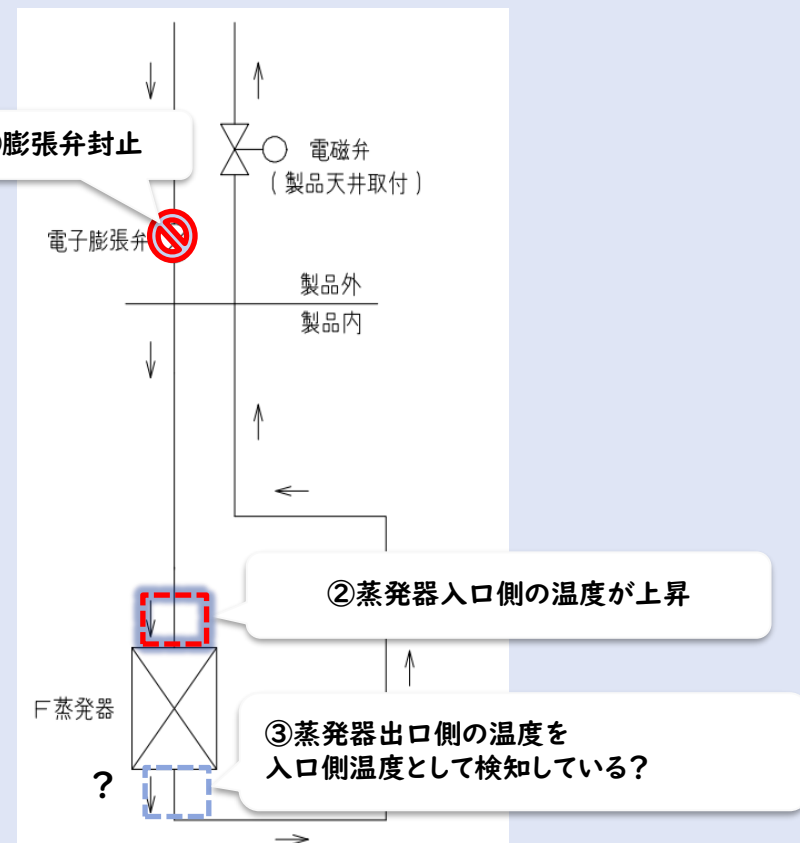 膨張弁封止
電磁弁
(製品天井取付)
電子膨張弁
製品外
製品内
②蒸発器入口側の温度が上昇
F蒸発器
③蒸発器出口側の温度を
入口側温度として検知している?
?